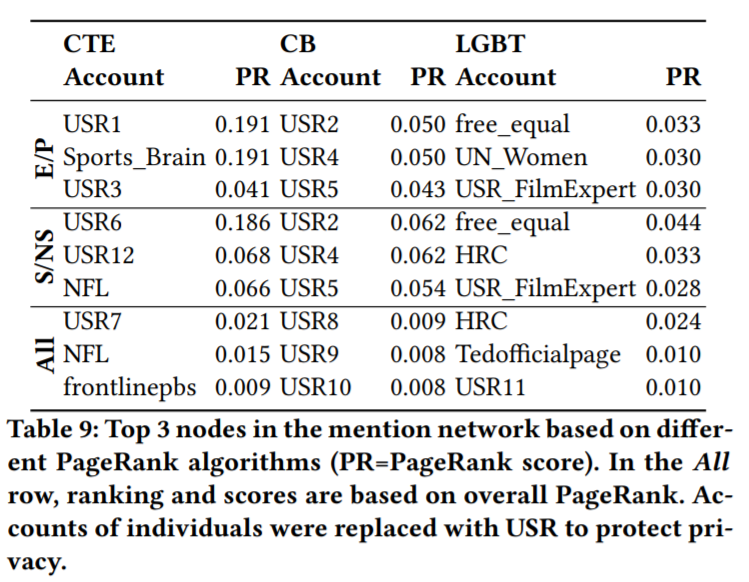 CTE CB LGBT
Account PR Account PR Account PR
E/P
USR1 0.191 USR2 0.050 free_equal 0.033
Sports_Brain 0.191 USR4 0.050 UN_Women 0.030
USR3 0.041 USR5 0.043 USR_FilmExpert 0.030
S/NS
USR6 0.186 USR2 0.062 free_equal 0.044
USR12 0.068 USR4 0.062 HRC 0.033
NFL 0.066 USR5 0.054 USR_FilmExpert 0.028
All
USR7 0.021 USR8 0.009 HRC 0.024
NFL 0.015 USR9 0.008 Tedofficialpage 0.010
frontlinepbs 0.009 USR10 0.008 USR11 0.010
Table 9: Top 3 nodes in the mention network based on differ-
ent PageRank algorithms (PR=PageRank score). In the All
row, ranking and scores are based on overall PageRank. Ac-
counts of individuals were replaced with USR to protect pri-
vacy.